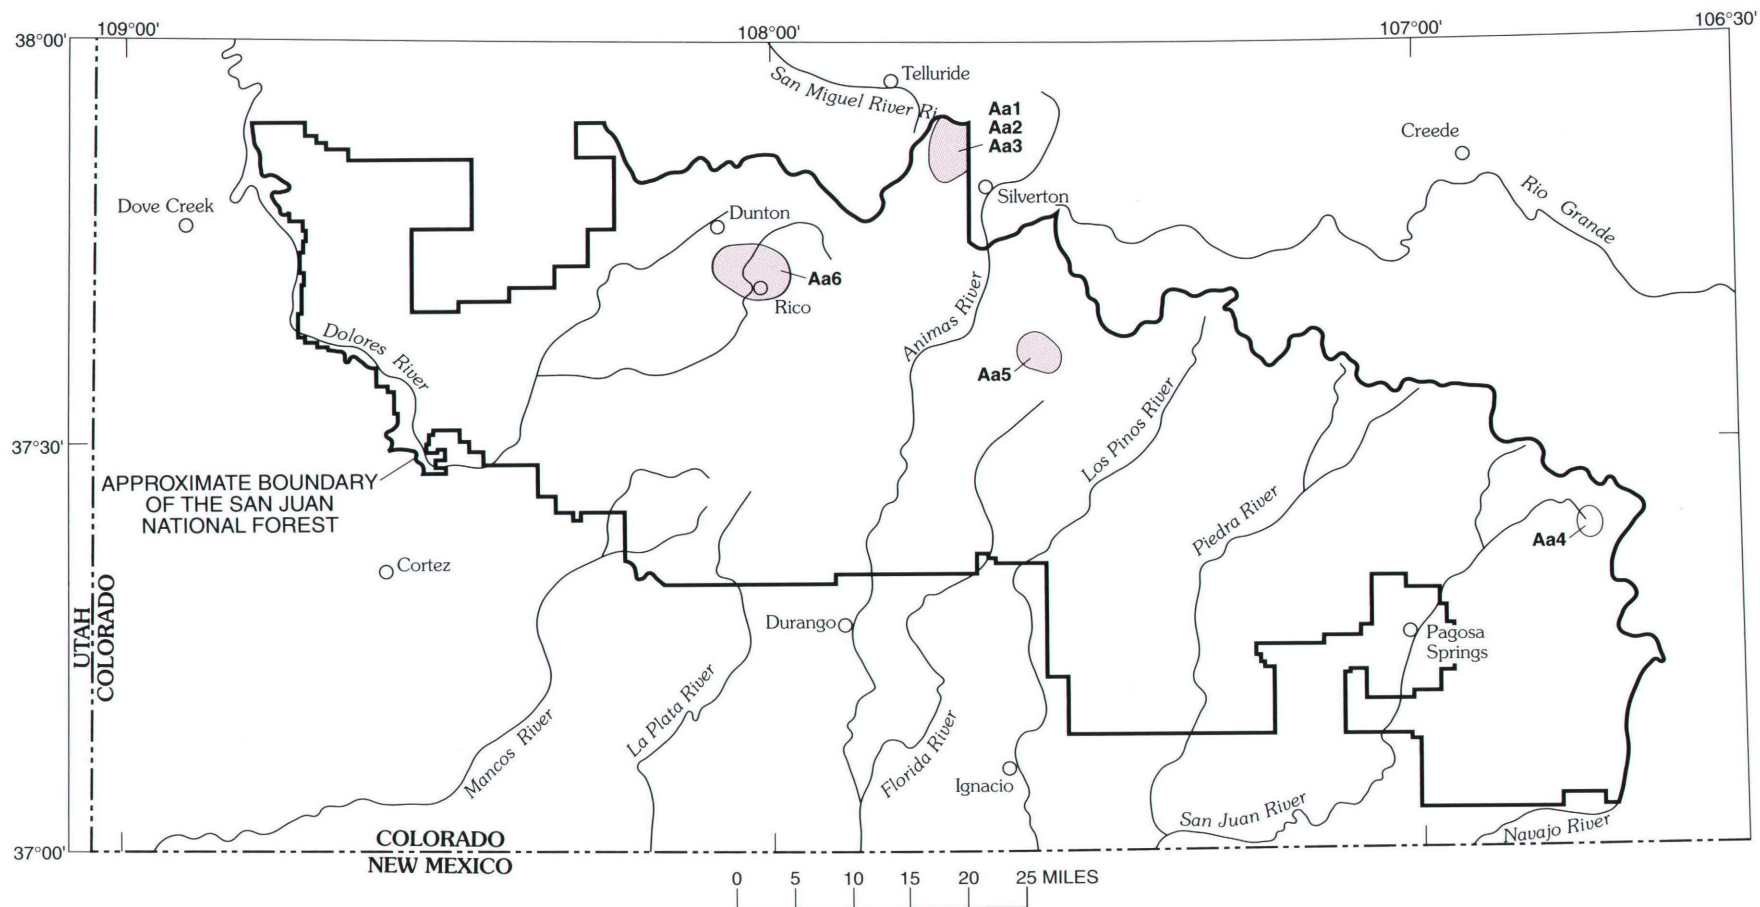 109°00'
108°00'
107°00'
106°30'
38°00'
Telluride
San Miguel River Ri
Aa1
Aa2
Aa3
Creede
Silverton
Rio Grande
Dove Creek
Dunton
Aa6
Rico
Animas River
Dolores River
Aa5
Los Pinos River
37°30'
APPROXIMATE BOUNDARY
OF THE SAN JUAN
NATIONAL FOREST
Piedra River
Aa4
Cortez
UTAH
COLORADO
Durango
Pagosa
Springs
La Plata River
Mancos River
Florida River
Ignacio
San Juan River
Navajo River
37°00'
COLORADO
NEW MEXICO
0 5 10 15 20 25 MILES